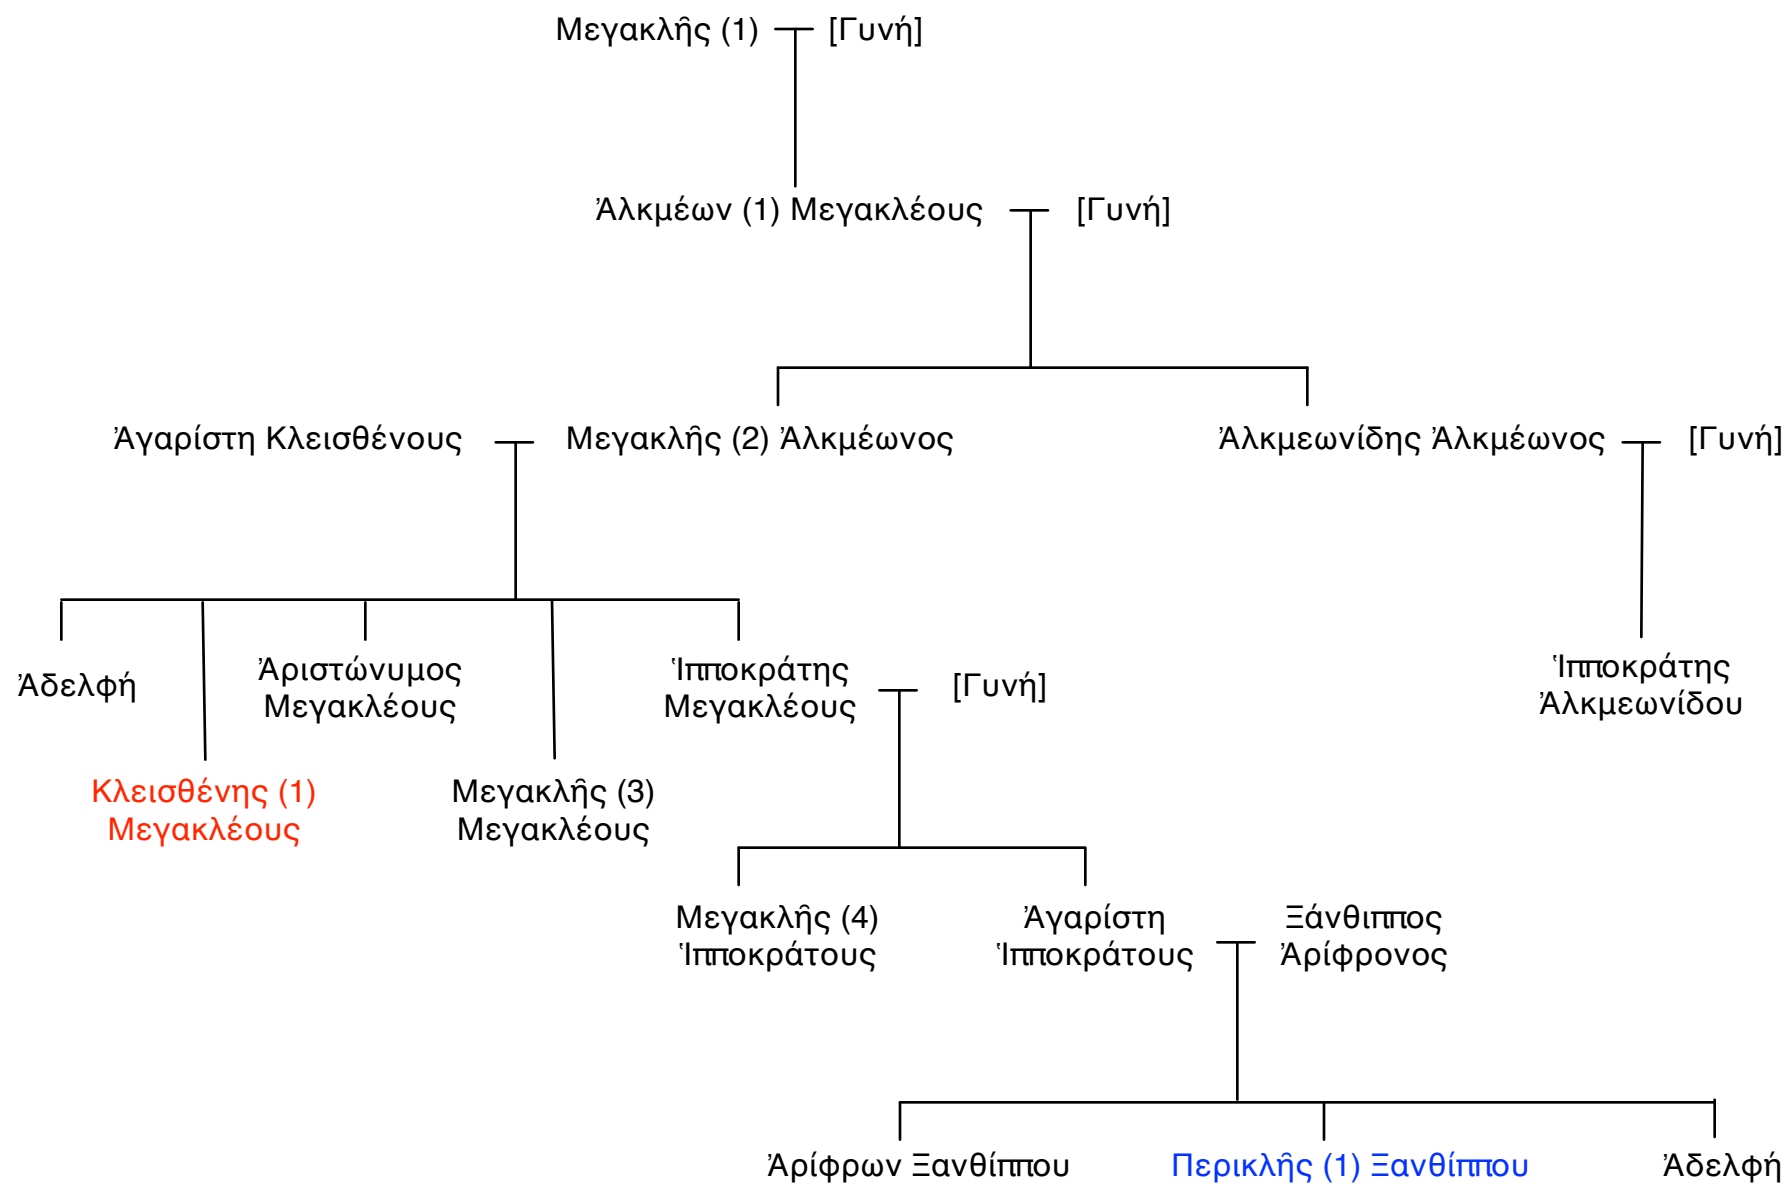 Μεγακλῆς (1) [Γυνή]
Ἀλκμέων (1) Μεγακλέους [Γυνή]
Ἀγαρίστη Κλεισθένους Μεγακλῆς (2) Ἀλκμέωνος Ἀλκμεωνίδης Ἀλκμέωνος [Γυνή]
Ἀδελφή
Ἀριστώνυμος
Μεγακλέους
Ἱπποκράτης
Μεγακλέους
[Γυνή]
Ἱπποκράτης
Ἀλκμεωνίδου
Κλεισθένης (1)
Μεγακλέους
Μεγακλῆς (3)
Μεγακλέους
Μεγακλῆς (4)
Ἱπποκράτους
Ἀγαρίστη
Ἱπποκράτους
Ξάνθιππος
Ἀρίφρονος
Ἀρίφρων Ξανθίππου Περικλῆς (1) Ξανθίππου Ἀδελφή